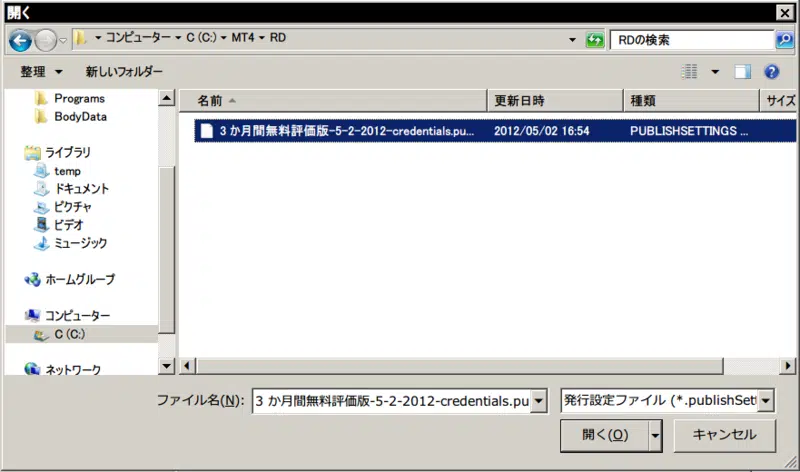 開く
コンピューター ▾ C (C:) ▾ MT4 ▾ RD
RDの検索
整理 ▾ 新しいフォルダー
Programs
BodyData
ライブラリ
temp
ドキュメント
ピクチャ
ビデオ
ミュージック
ホームグループ
コンピューター
C (C:)
ネットワーク
名前 更新日時 種類 サイズ
3 か月間無料評価版-5-2-2012-credentials.pu... 2012/05/02 16:54 PUBLISHSETTINGS ...
ファイル名(N): 3 か月間無料評価版-5-2-2012-credentials.pu 発行設定ファイル (*.publishSet
開く(O) キャンセル